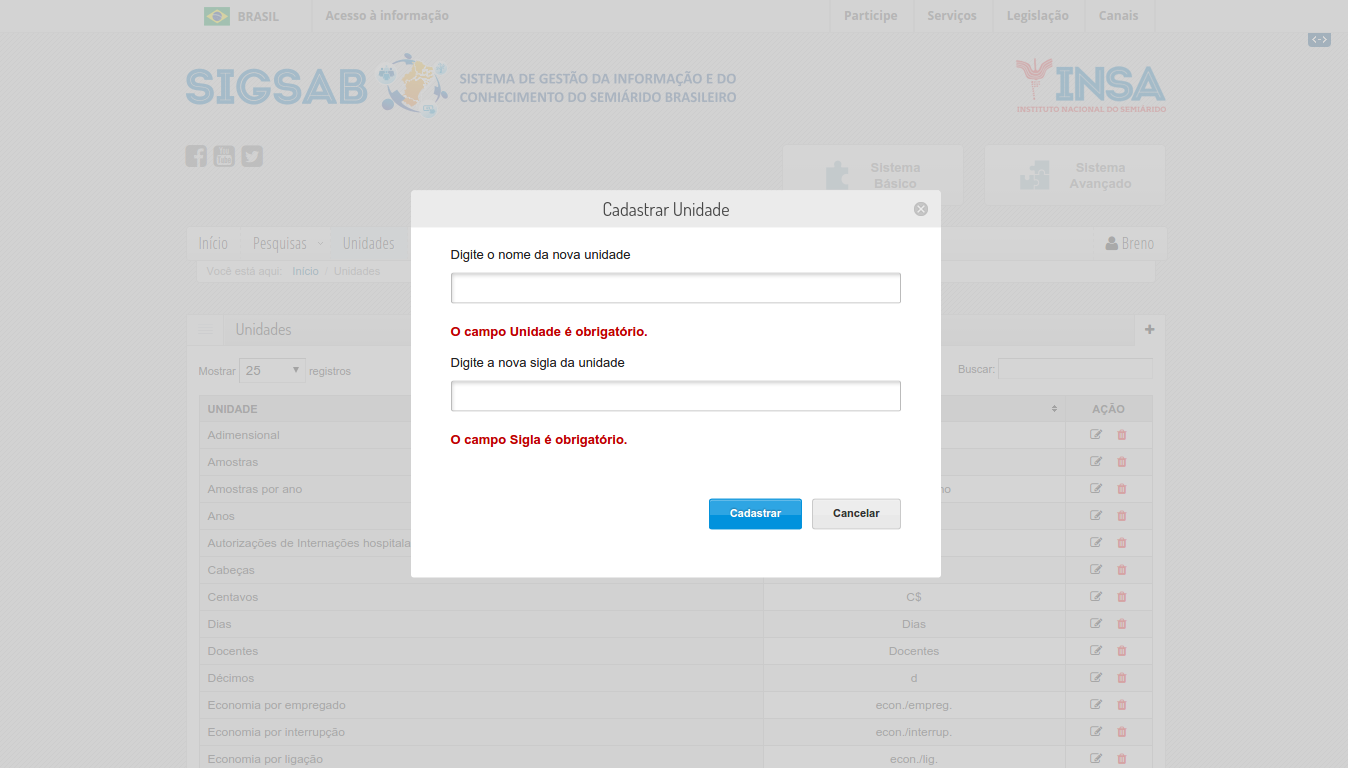 BRASIL
Acesso à informação
Participe
Serviços
Legislação
Canais
SIGSAB
SISTEMA DE GESTÃO DA INFORMAÇÃO E DO
CONHECIMENTO DO SEMIÁRIDO BRASILEIRO
INSA
INSTITUTO NACIONAL DO SEMIÁRIDO
Sistema
Básico
Sistema
Avançado
Cadastrar Unidade
Início
Pesquisas
Unidades
Breno
Você está aqui: Início / Unidades
Digite o nome da nova unidade
O campo Unidade é obrigatório.
Digite a nova sigla da unidade
O campo Sigla é obrigatório.
Cadastrar
Cancelar
Unidades
Mostrar 25 registros
Buscar:
UNIDADE
AÇÃO
Adimensional
Amostras
Amostras por ano
Anos
Autorizações de Internações
Cabeças
Centavos C$
Dias Dias
Docentes Docentes
Décimos d
Economia por empregado econ./empreg.
Economia por interrupção econ./interrup.
Economia por ligação econ./lig.